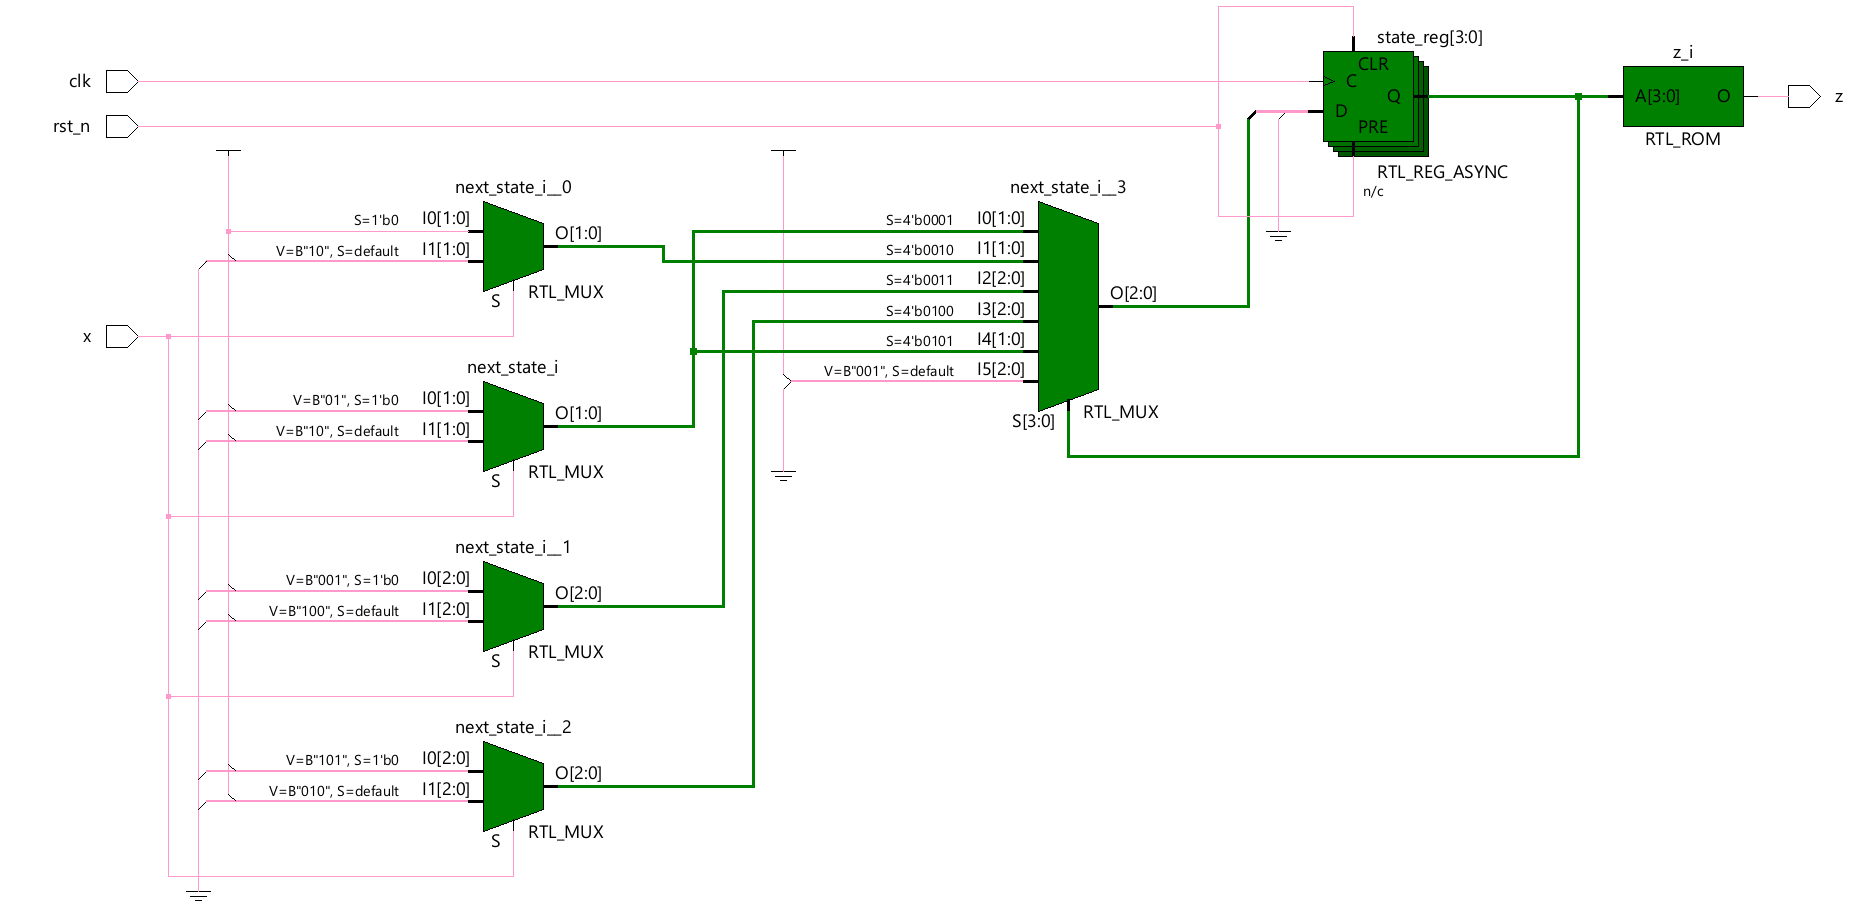 state_reg[3:0]
z_i
CLR
clk
C
A[3:0]
O
z
Q
D
rst_n
PRE
RTL_ROM
RTL_REG_ASYNC
n/c
next_state_i__0
S=1'b0
I0[1:0]
O[1:0]
V=B"10", S=default
I1[1:0]
RTL_MUX
S
next_state_i__3
S=4'b0001
I0[1:0]
S=4'b0010
I1[1:0]
S=4'b0011
I2[2:0]
O[2:0]
S=4'b0100
I3[2:0]
S=4'b0101
I4[1:0]
V=B"001", S=default
I5[2:0]
RTL_MUX
S[3:0]
x
next_state_i
V=B"01", S=1'b0
I0[1:0]
O[1:0]
V=B"10", S=default
I1[1:0]
RTL_MUX
S
next_state_i__1
V=B"001", S=1'b0
I0[2:0]
O[2:0]
V=B"100", S=default
I1[2:0]
RTL_MUX
S
next_state_i__2
V=B"101", S=1'b0
I0[2:0]
O[2:0]
V=B"010", S=default
I1[2:0]
RTL_MUX
S